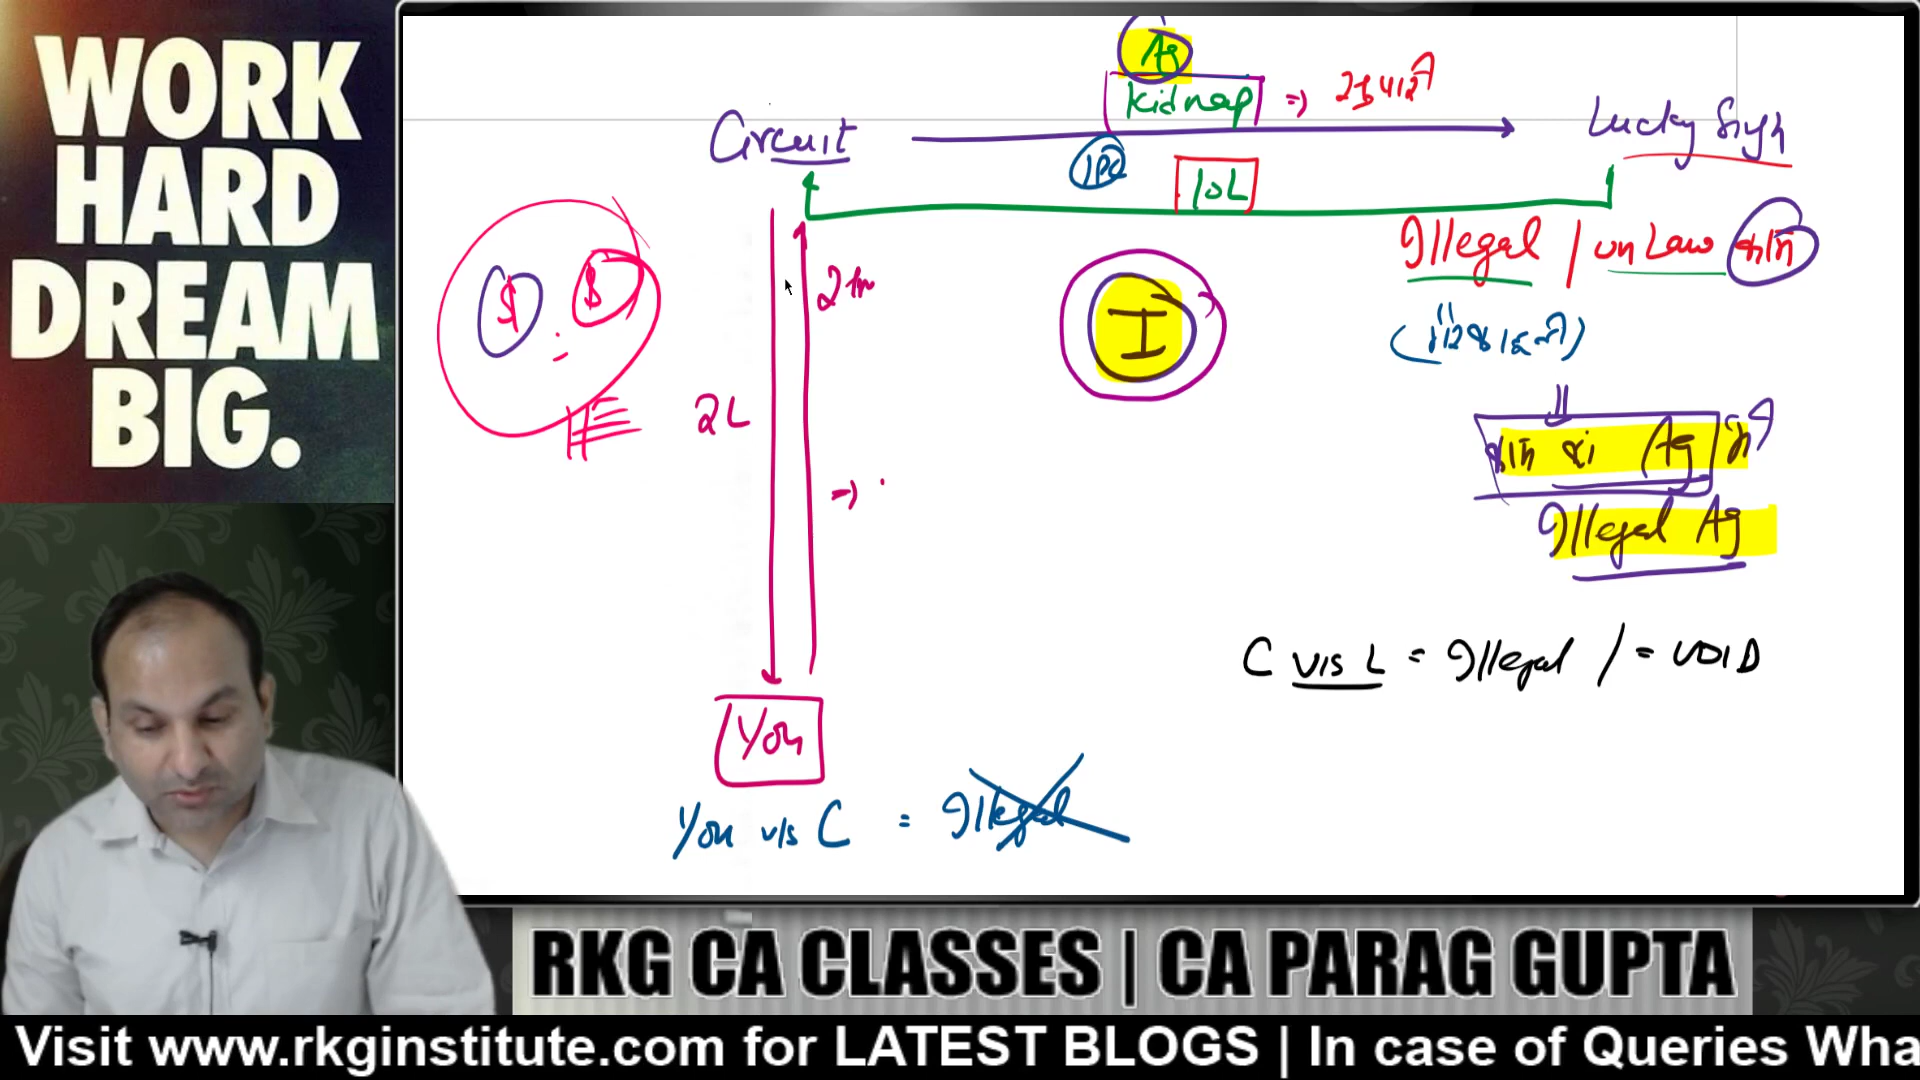 WORK
HARD
DREAM
BIG.
Ag
kidnap =)
Circuit
Lucky Singh
IPC
10L
Illegal / un Law काम
$ $
2 m
I
2L
=)
काम का Ag
Illegal Ag
C v/s L = Illegal / = VOID
You
You v/s C = Illegal
RKG CA CLASSES | CA PARAG GUPTA
Visit www.rkginstitute.com for LATEST BLOGS | In case of Queries Wha